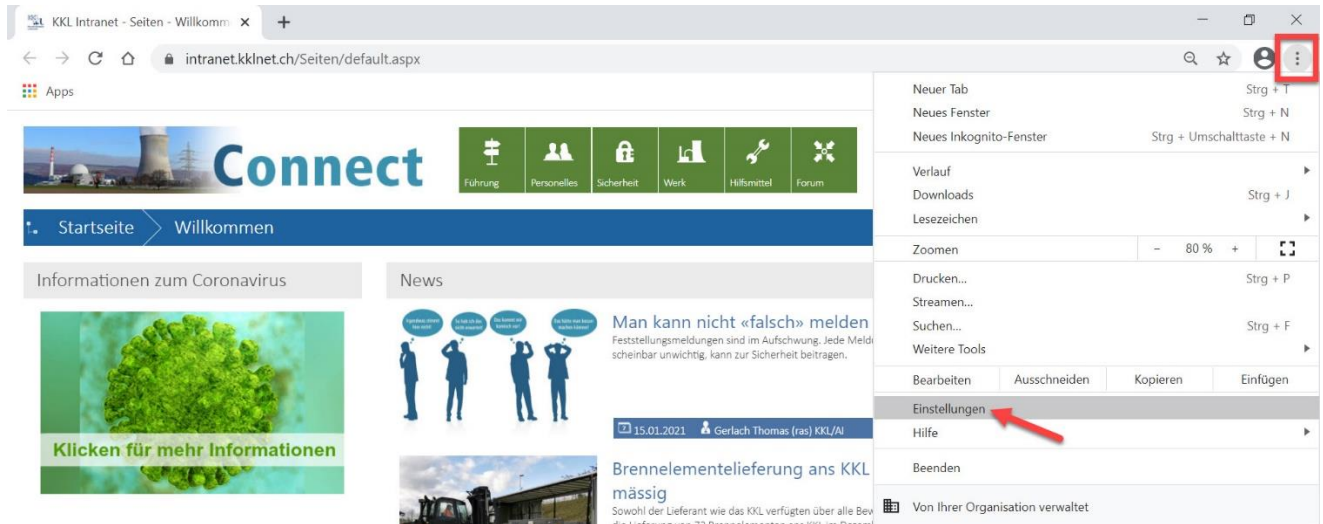 KKL Intranet - Seiten - Willkomm
intranet.kklnet.ch/Seiten/default.aspx
Apps
Connect
Führung
Personelles
Sicherheit
Werk
Hilfsmittel
Forum
Startseite
Willkommen
Informationen zum Coronavirus
Klicken für mehr Informationen
News
Man kann nicht «falsch» melden
Feststellungsmeldungen sind im Aufschwung. Jede Meld
scheinbar unwichtig, kann zur Sicherheit beitragen.
15.01.2021 Gerlach Thomas (ras) KKL/AI
Brennelementelieferung ans KKL
mässig
Sowohl der Lieferant wie das KKL verfügten über alle Bew
Neuer Tab Strg + T
Neues Fenster Strg + N
Neues Inkognito-Fenster Strg + Umschalttaste + N
Verlauf
Downloads Strg + J
Lesezeichen
Zoomen - 80 % +
Drucken... Strg + P
Streamen...
Suchen... Strg + F
Weitere Tools
Bearbeiten Ausschneiden Kopieren Einfügen
Einstellungen
Hilfe
Beenden
Von Ihrer Organisation verwaltet